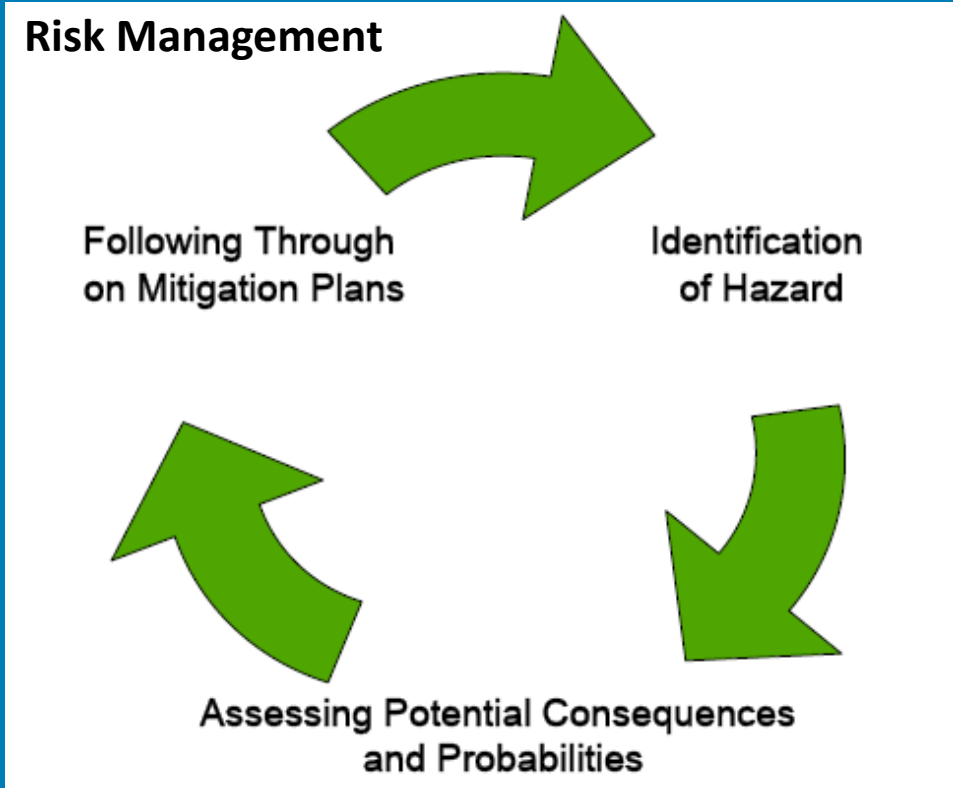 Risk Management
Following Through
on Mitigation Plans
Identification
of Hazard
Assessing Potential Consequences
and Probabilities